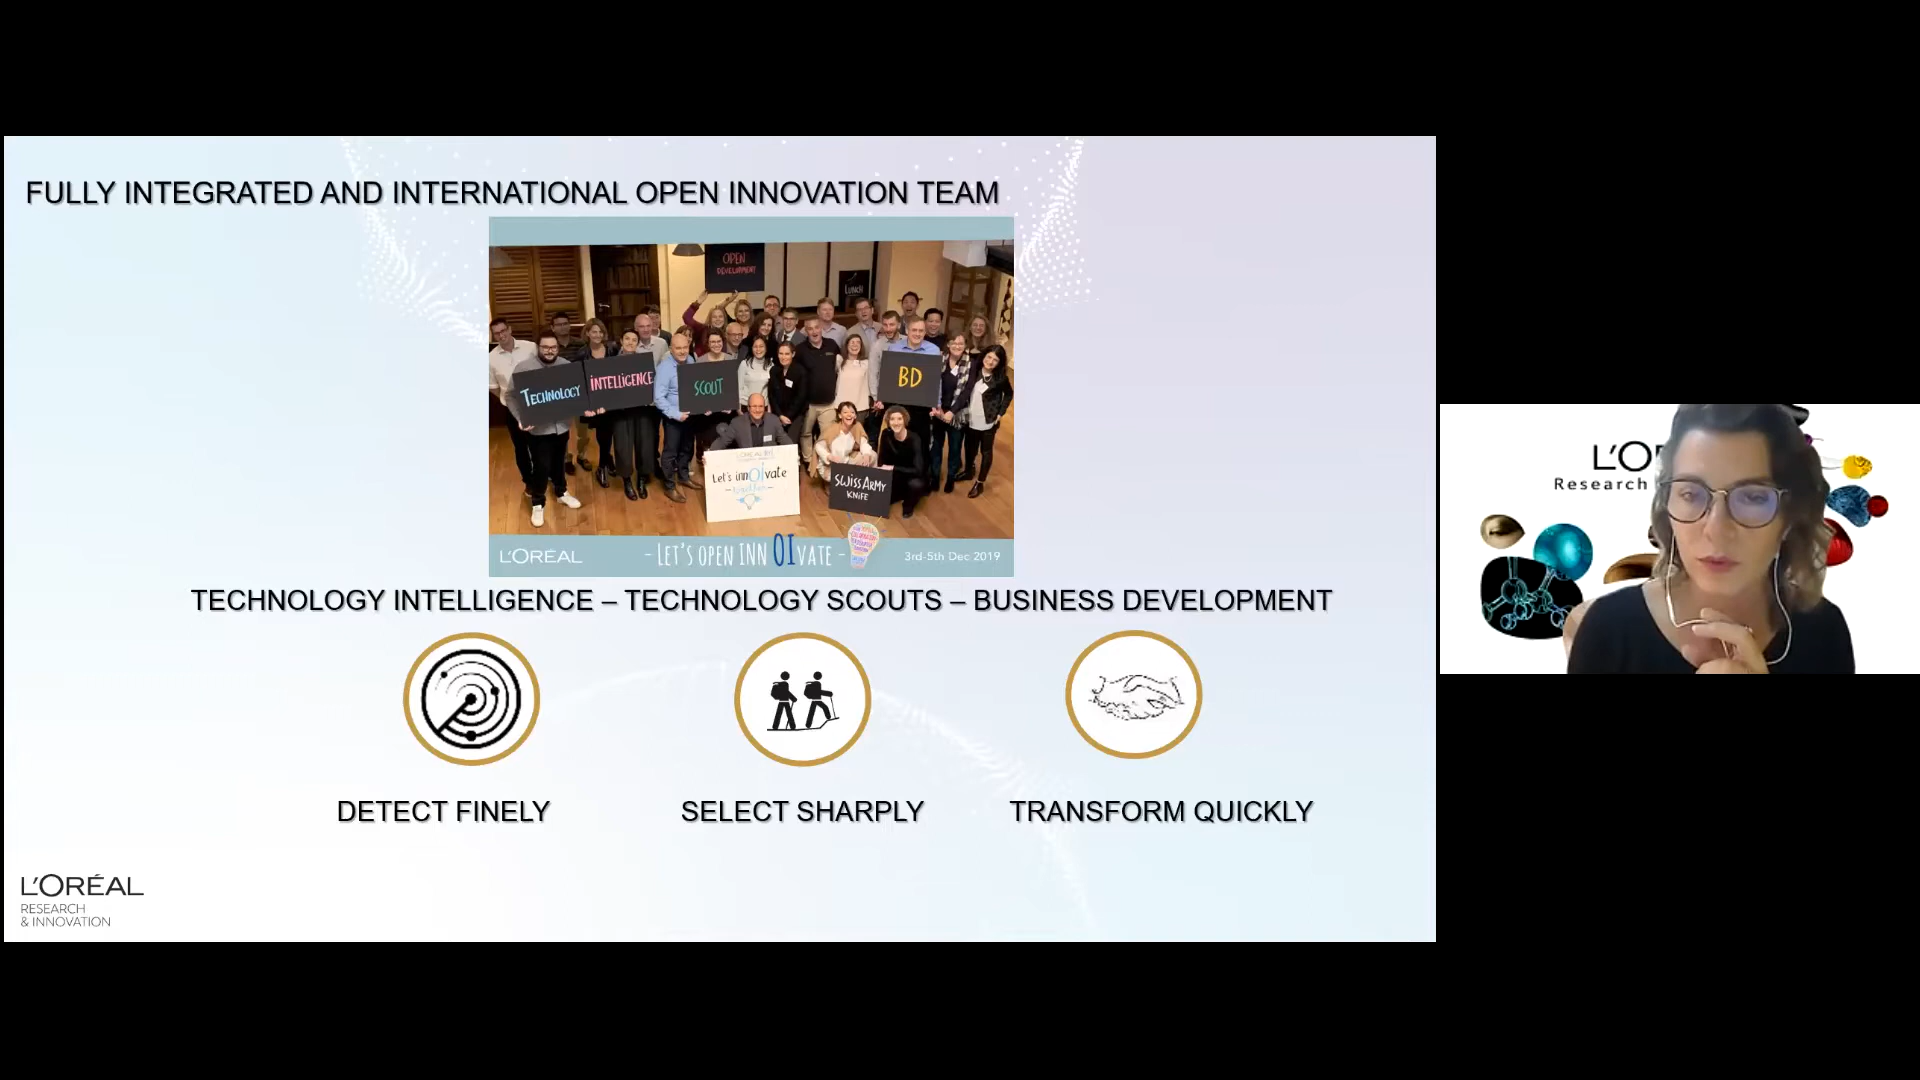 FULLY INTEGRATED AND INTERNATIONAL OPEN INNOVATION TEAM
OPEN
DEVELOPMENT
LUNCH
TECHNOLOGY
INTELLIGENCE
SCOUT
BD
Let's innOIvate
SWISS ARMY
KNIFE
L'ORÉAL
- LET'S OPEN INNOIVATE -
3rd-5th Dec 2019
TECHNOLOGY INTELLIGENCE – TECHNOLOGY SCOUTS – BUSINESS DEVELOPMENT
DETECT FINELY
SELECT SHARPLY
TRANSFORM QUICKLY
L'ORÉAL
RESEARCH
& INNOVATION
L'O
Research